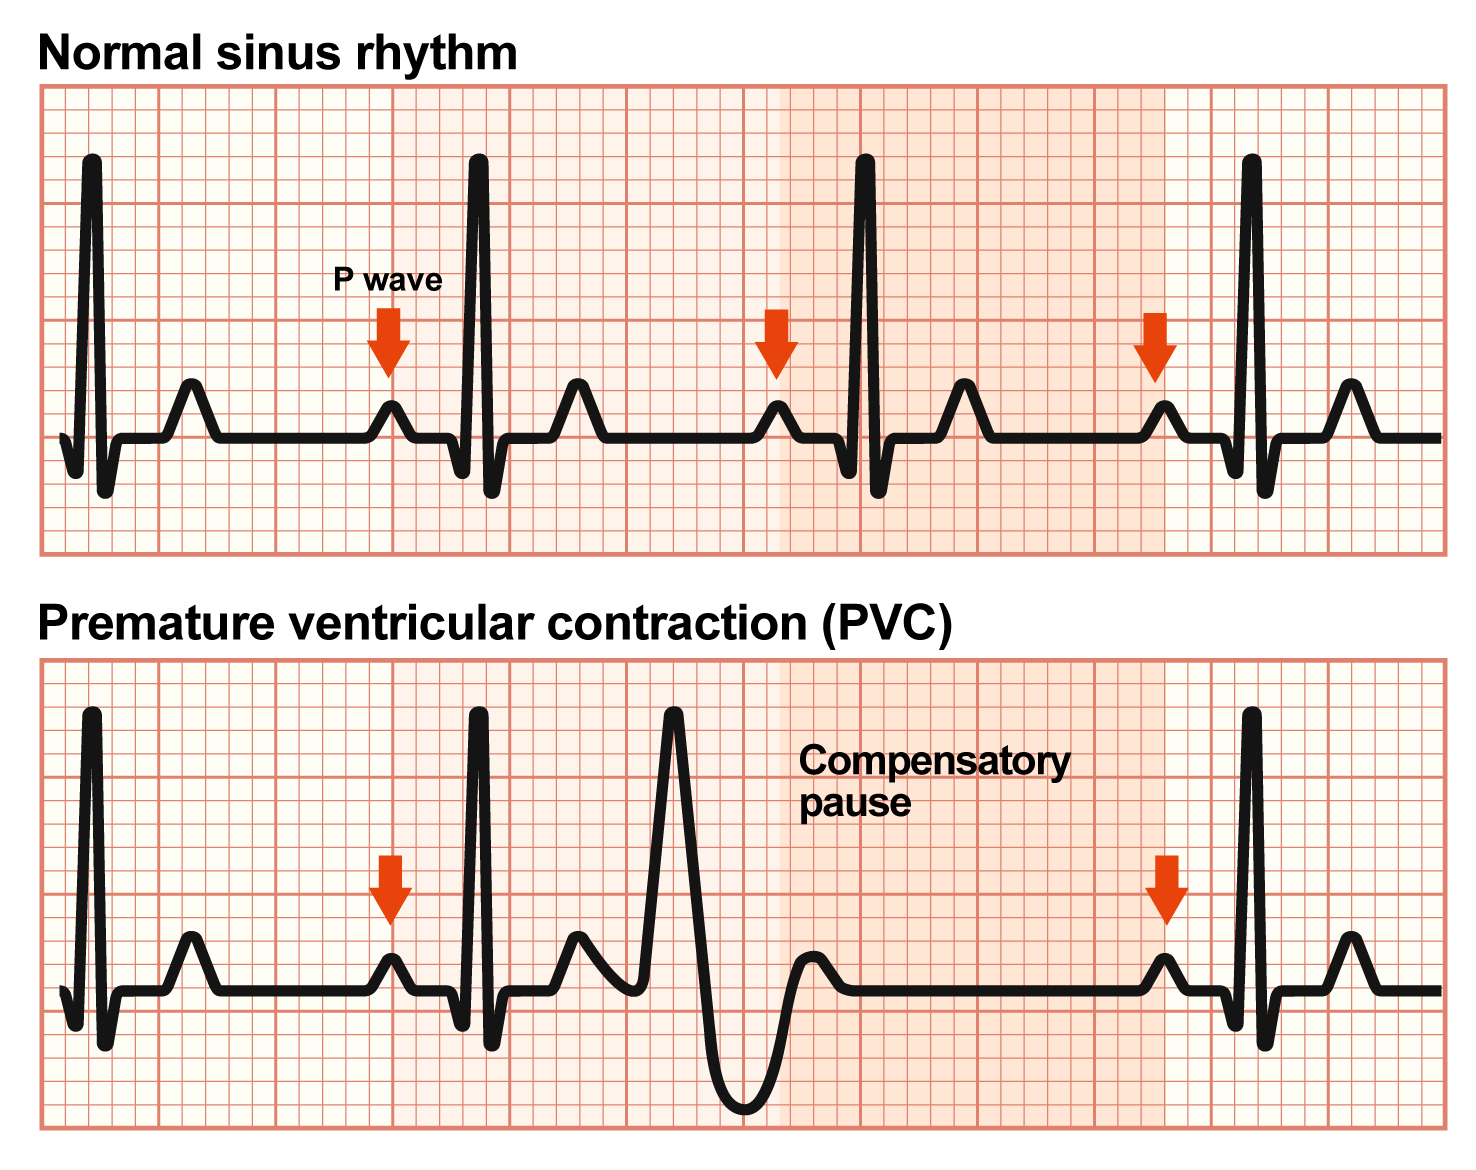 Normal sinus rhythm
P wave
Premature ventricular contraction (PVC)
Compensatory
pause